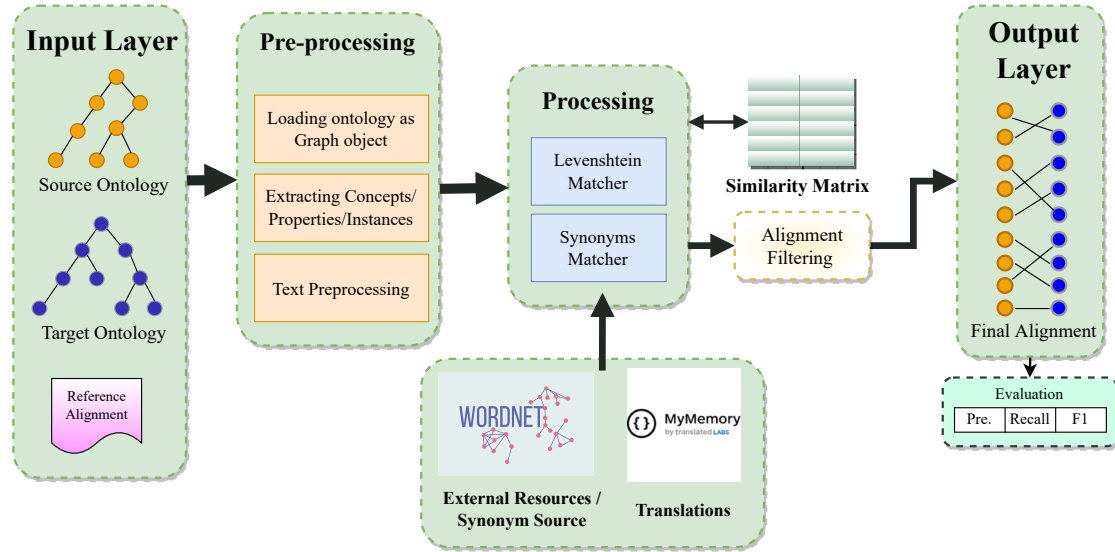 Input Layer
Source Ontology
Target Ontology
Reference
Alignment
Pre-processing
Loading ontology as
Graph object
Extracting Concepts/
Properties/Instances
Text Preprocessing
Processing
Levenshtein
Matcher
Synonyms
Matcher
Similarity Matrix
Alignment
Filtering
WORDNET
External Resources /
Synonym Source
{} MyMemory
by translated LABS
Translations
Output
Layer
Final Alignment
Evaluation
Pre. Recall F1